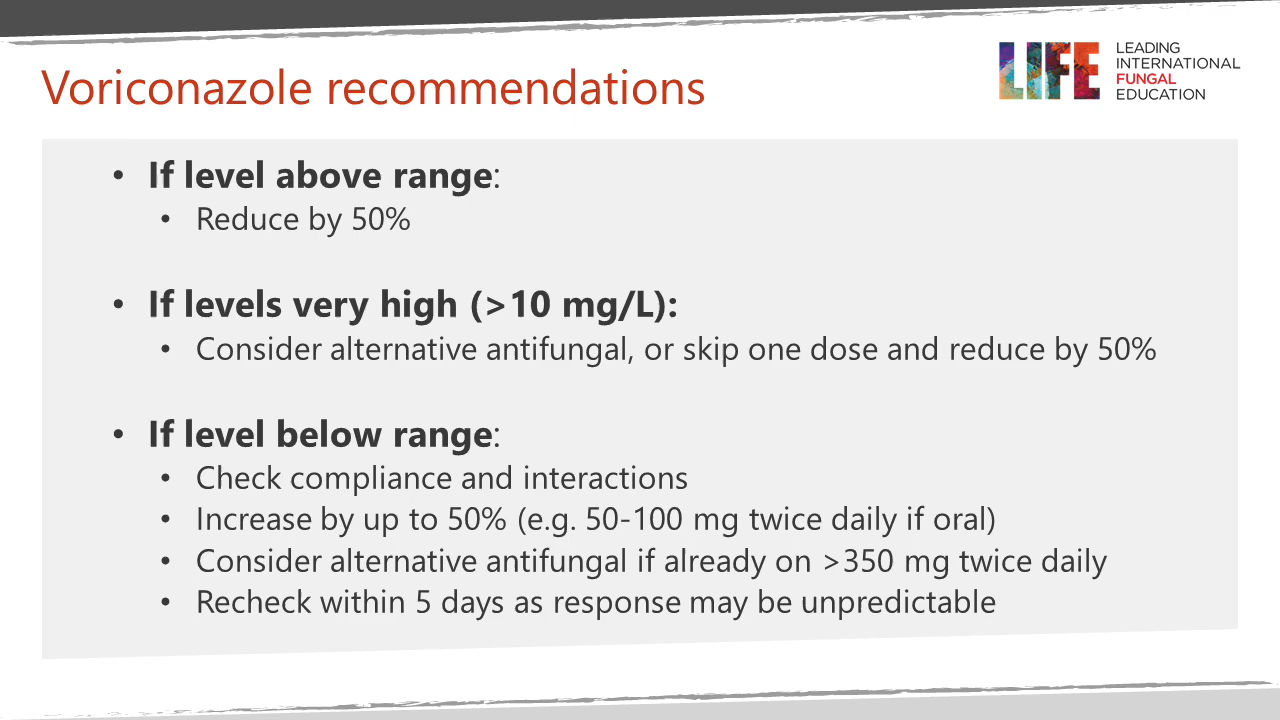 Voriconazole recommendations
LIFE
LEADING
INTERNATIONAL
FUNGAL
EDUCATION
• If level above range:
• Reduce by 50%
• If levels very high (>10 mg/L):
• Consider alternative antifungal, or skip one dose and reduce by 50%
• If level below range:
• Check compliance and interactions
• Increase by up to 50% (e.g. 50-100 mg twice daily if oral)
• Consider alternative antifungal if already on >350 mg twice daily
• Recheck within 5 days as response may be unpredictable